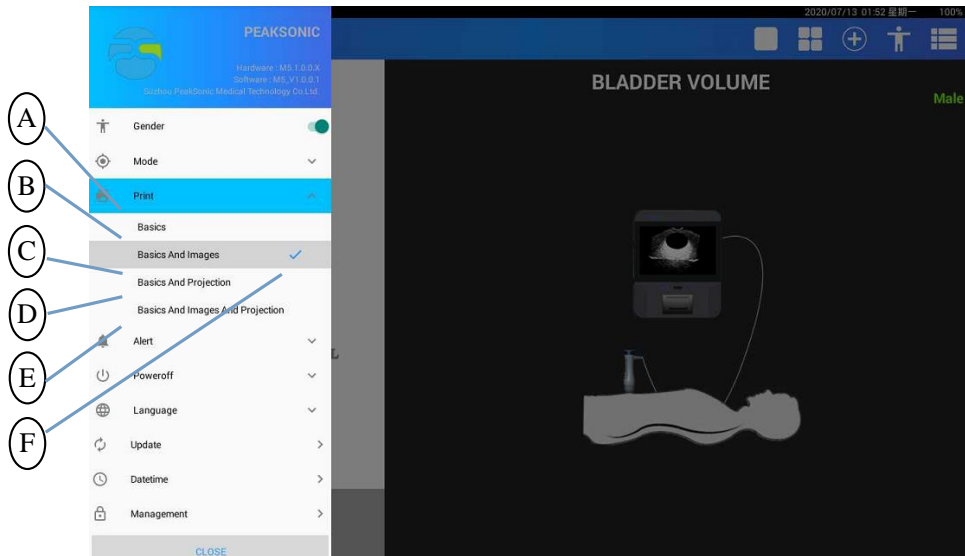 2020/07/13 01:52 星期一 100%
PEAKSONIC
Hardware : M5.1.0.0.X
Software : M5_V1.0.0.1
Suzhou PeakSonic Medical Technology Co.Ltd.
BLADDER VOLUME
Male
A
Gender
Mode
B
Print
Basics
C
Basics And Images
Basics And Projection
D
Basics And Images And Projection
Alert
E
Poweroff
Language
F
Update
Datetime
Management
CLOSE